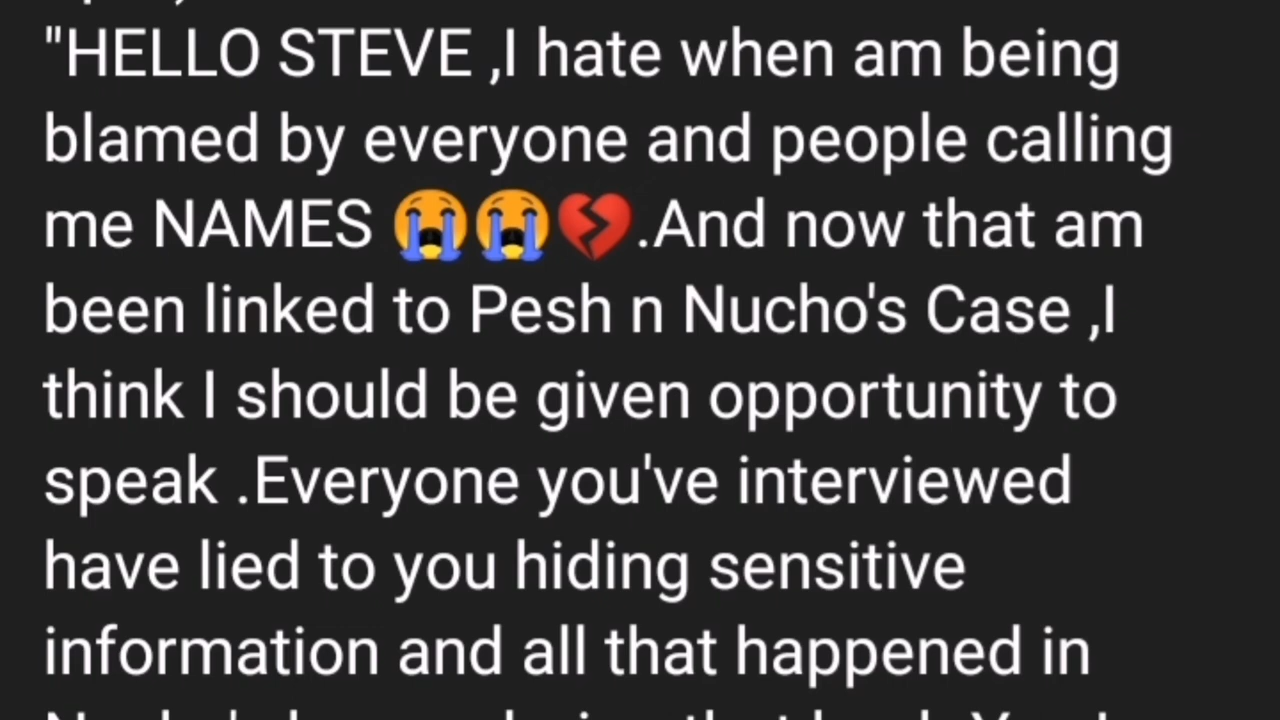 "HELLO STEVE ,I hate when am being
blamed by everyone and people calling
me NAMES 😭😭💔.And now that am
been linked to Pesh n Nucho's Case ,I
think I should be given opportunity to
speak .Everyone you've interviewed
have lied to you hiding sensitive
information and all that happened in